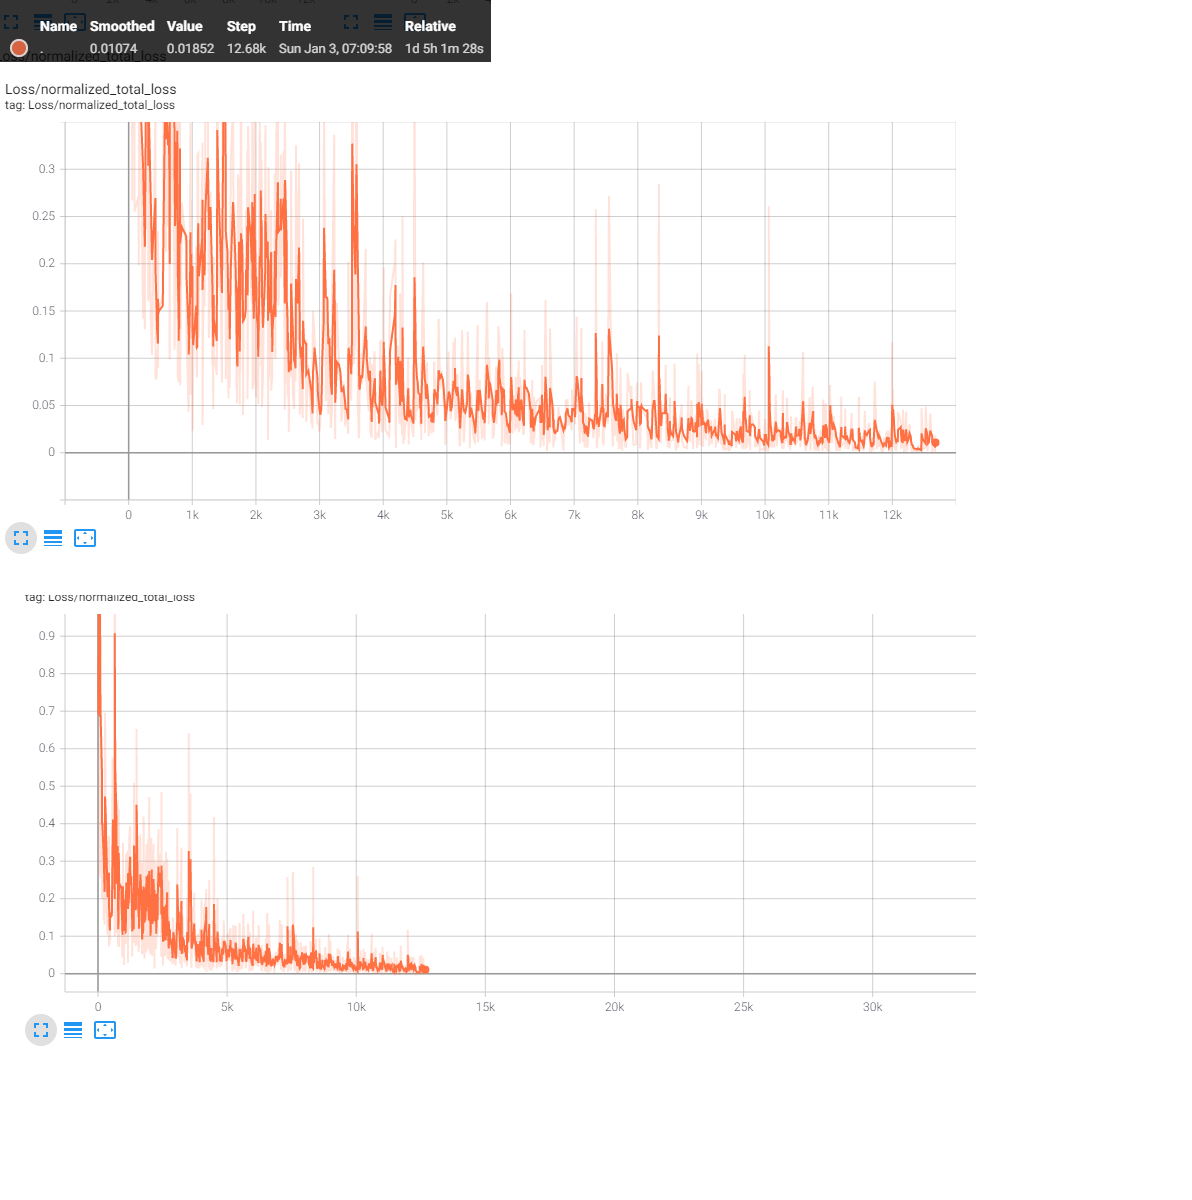 Name Smoothed Value Step Time Relative
. 0.01074 0.01852 12.68k Sun Jan 3, 07:09:58 1d 5h 1m 28s
Loss/normalized_total_loss
Loss/normalized_total_loss
tag: Loss/normalized_total_loss
0.3
0.25
0.2
0.15
0.1
0.05
0
0 1k 2k 3k 4k 5k 6k 7k 8k 9k 10k 11k 12k
tag: Loss/normalized_total_loss
0.9
0.8
0.7
0.6
0.5
0.4
0.3
0.2
0.1
0
0 5k 10k 15k 20k 25k 30k